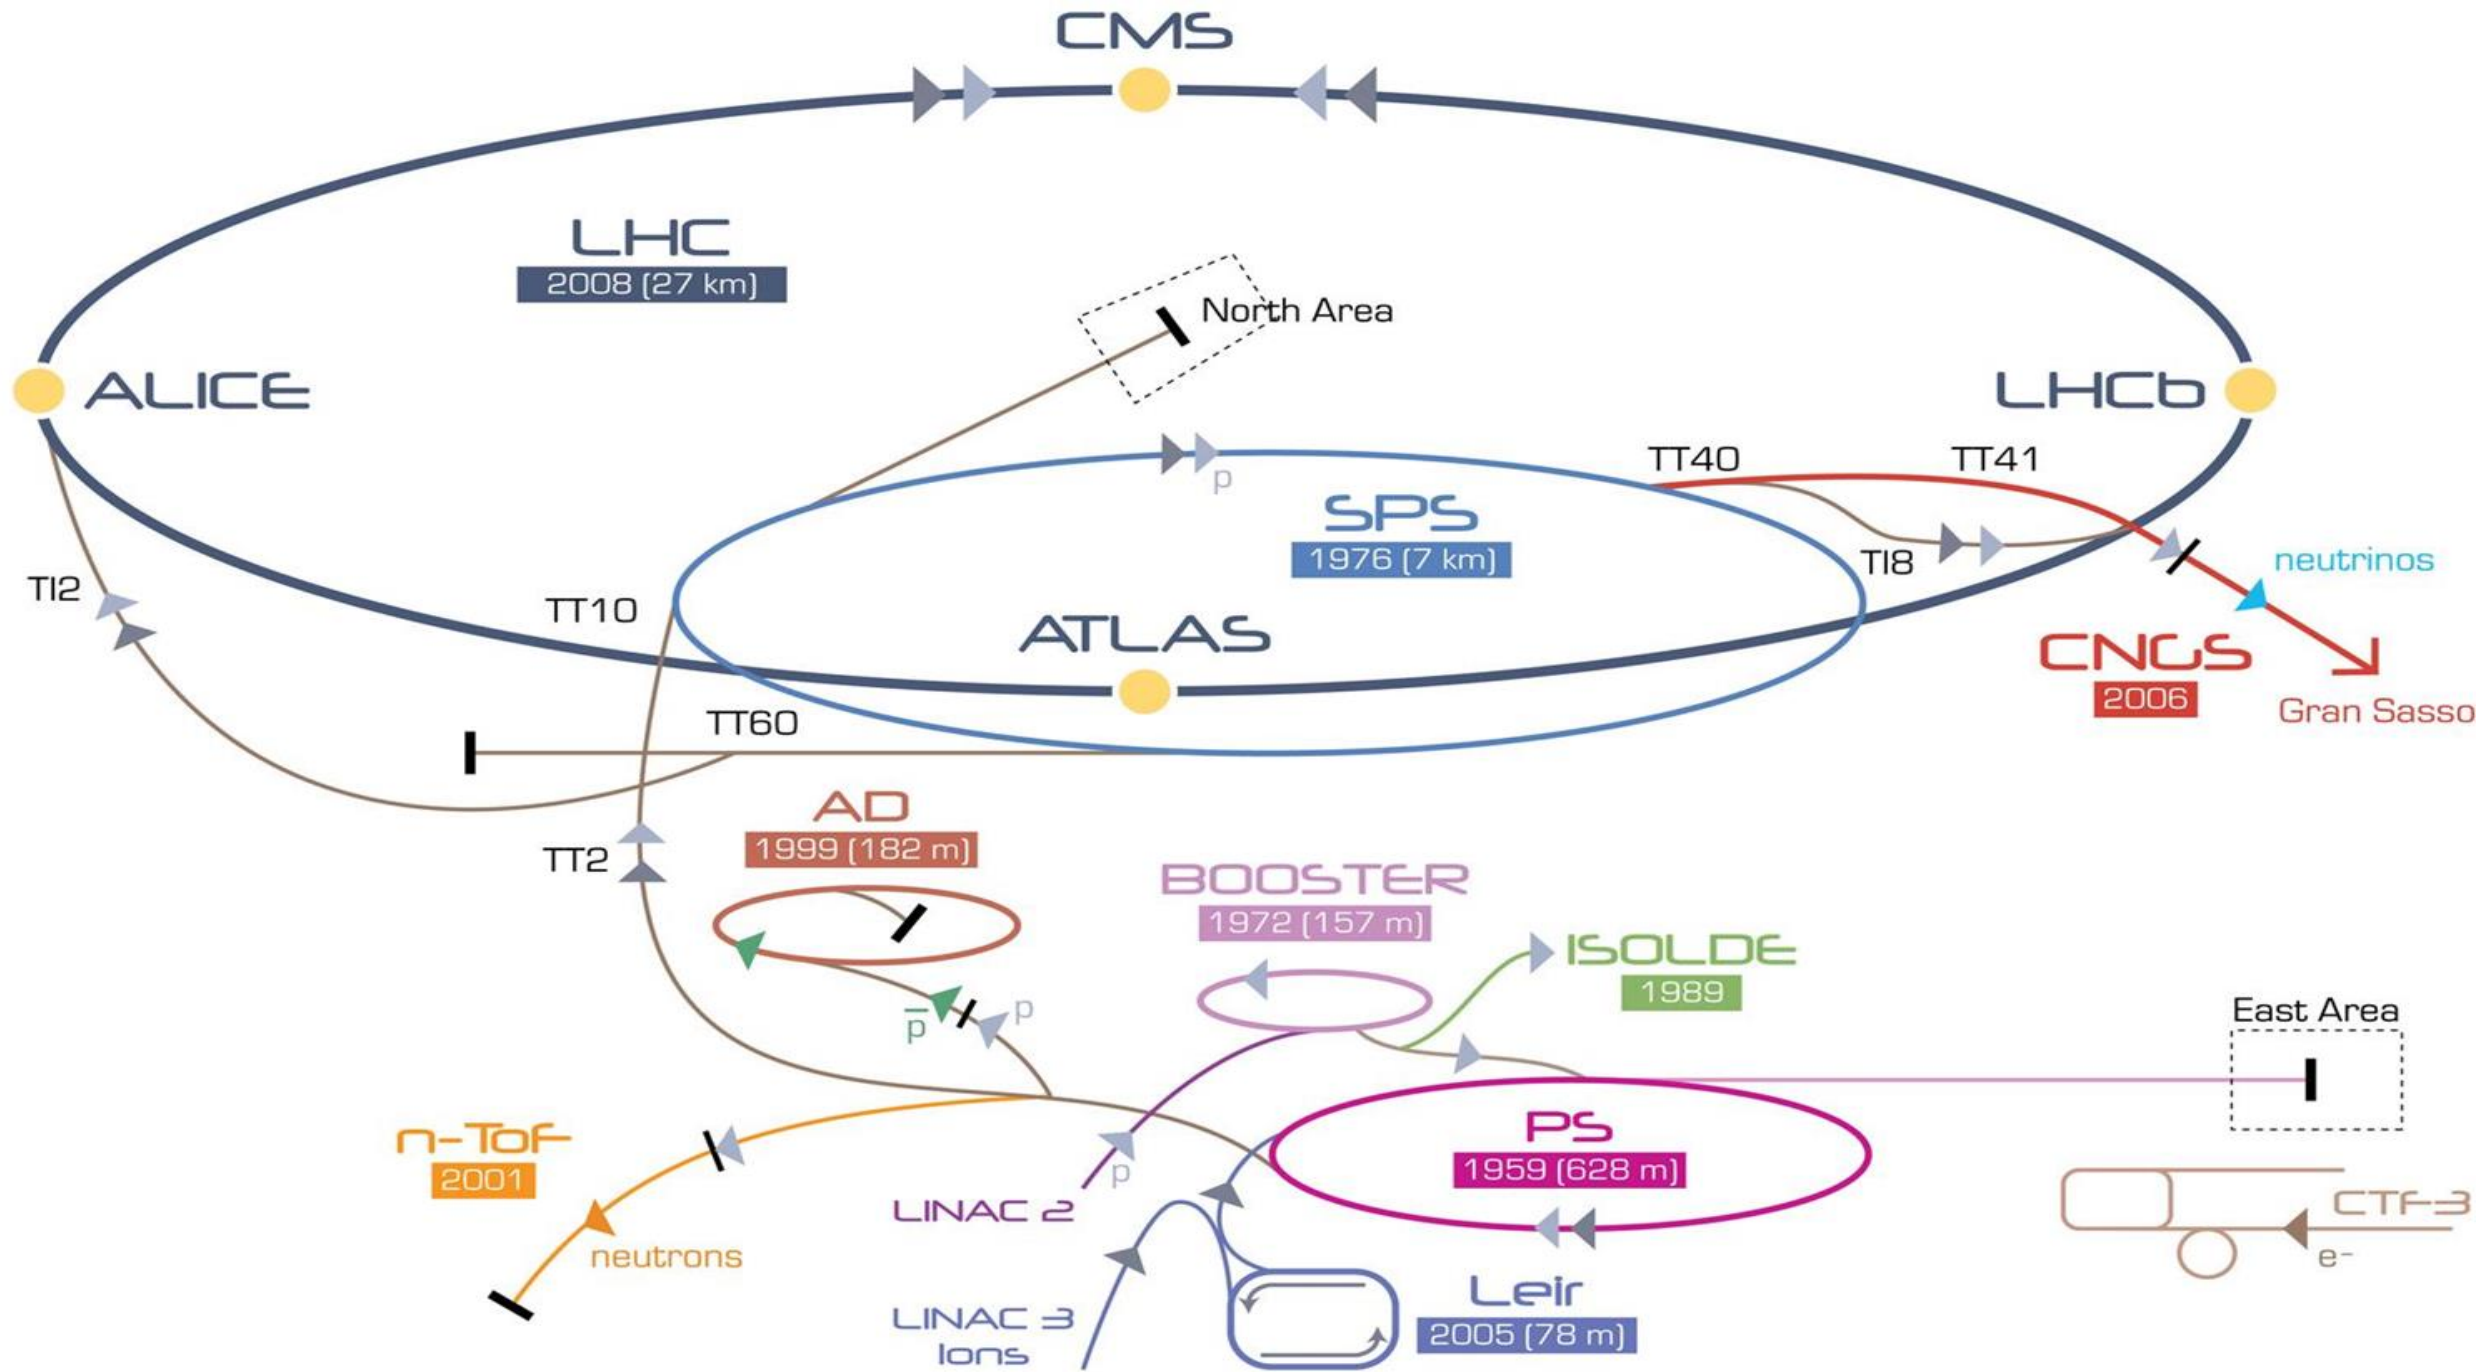 CMS
LHC
2008 (27 km)
North Area
ALICE
LHCb
TT40
TT41
p
SPS
1976 (7 km)
TI8
neutrinos
TI2
TT10
ATLAS
CNGS
2006
Gran Sasso
TT60
AD
1999 (182 m)
TT2
BOOSTER
1972 (157 m)
ISOLDE
1989
p
p̅
East Area
n-ToF
2001
PS
1959 (628 m)
p
LINAC 2
CTF-3
e-
neutrons
Leir
2005 (78 m)
LINAC 3
Ions